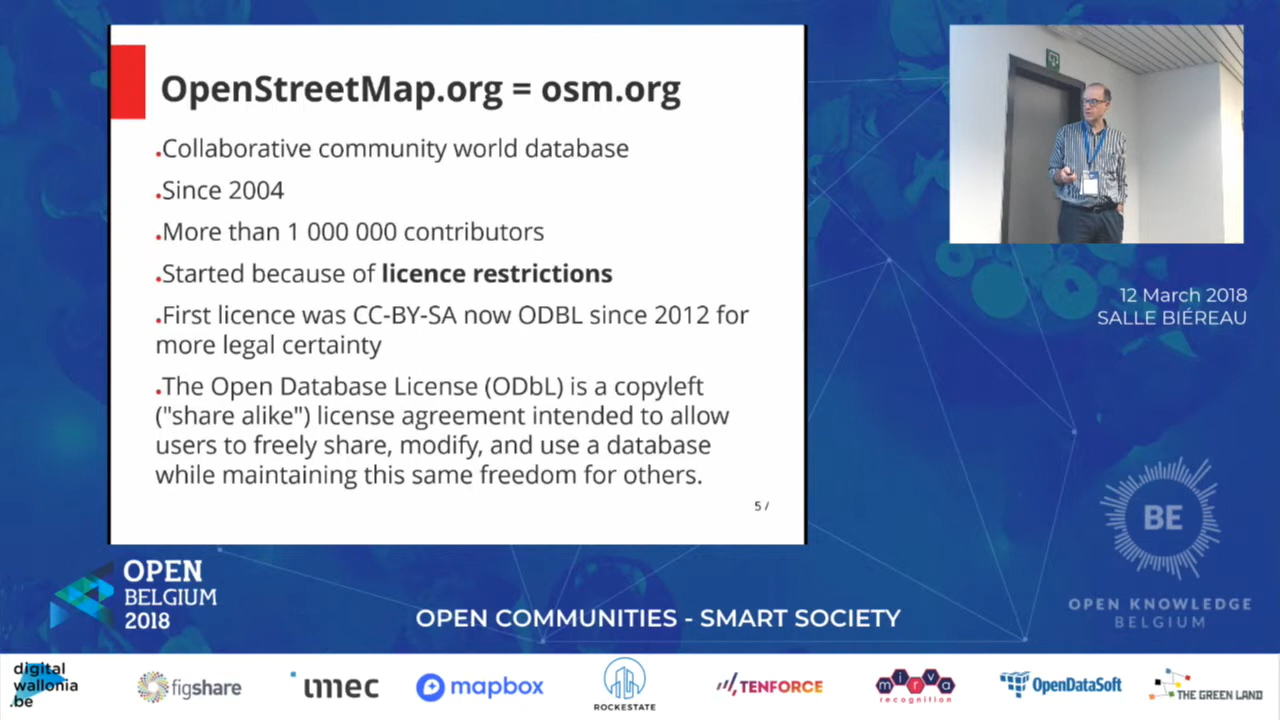 OpenStreetMap.org = osm.org
.Collaborative community world database
.Since 2004
.More than 1 000 000 contributors
.Started because of licence restrictions
.First licence was CC-BY-SA now ODBL since 2012 for
more legal certainty
.The Open Database License (ODbL) is a copyleft
("share alike") license agreement intended to allow
users to freely share, modify, and use a database
while maintaining this same freedom for others.
5 /
12 March 2018
SALLE BIÉREAU
BE
OPEN KNOWLEDGE
BELGIUM
OPEN
BELGIUM
2018
OPEN COMMUNITIES - SMART SOCIETY
digital
wallonia
.be
figshare
imec
mapbox
ROCKESTATE
TENFORCE
mirva
recognition
OpenDataSoft
THE GREEN LAND